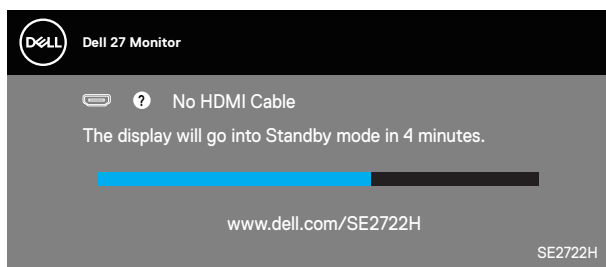 DELL
Dell 27 Monitor
? No HDMI Cable
The display will go into Standby mode in 4 minutes.
www.dell.com/SE2722H
SE2722H